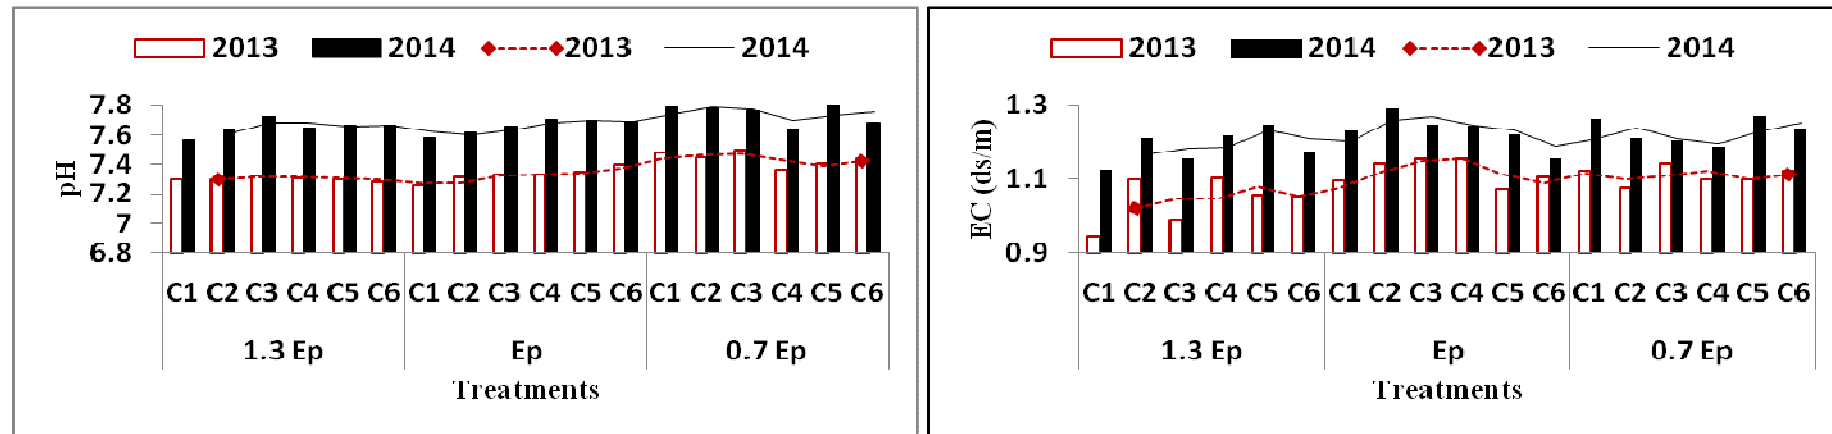 2013 2014 2013 2014
pH
7.8
7.6
7.4
7.2
7
6.8
C1 C2 C3 C4 C5 C6 C1 C2 C3 C4 C5 C6 C1 C2 C3 C4 C5 C6
1.3 Ep Ep 0.7 Ep
Treatments
2013 2014 2013 2014
EC (ds/m)
1.3
1.1
0.9
C1 C2 C3 C4 C5 C6 C1 C2 C3 C4 C5 C6 C1 C2 C3 C4 C5 C6
1.3 Ep Ep 0.7 Ep
Treatments